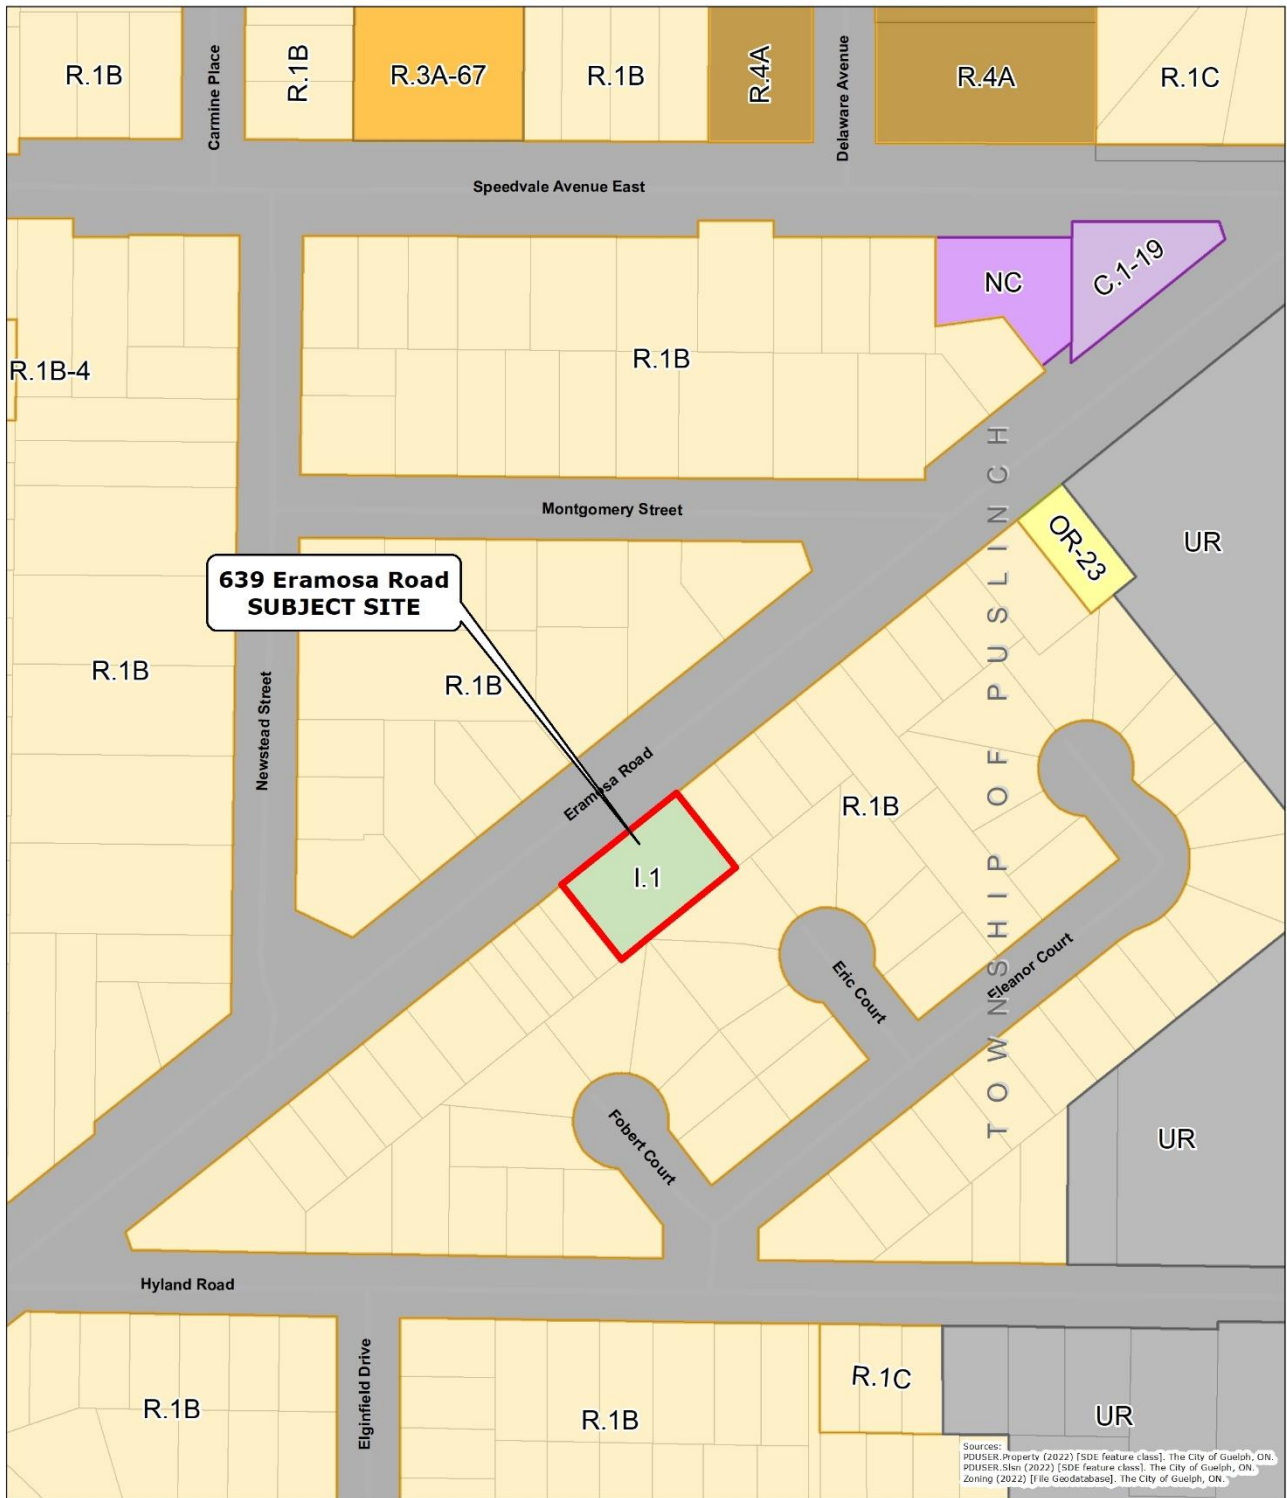 R.1B
Carmine Place
R.1B
R.3A-67
R.1B
R.4A
Delaware Avenue
R.4A
R.1C
Speedvale Avenue East
NC
C.1-19
R.1B-4
R.1B
Montgomery Street
OR-23
UR
639 Eramosa Road
SUBJECT SITE
R.1B
R.1B
Newstead Street
Eramosa Road
R.1B
I.1
TOWNSHIP OF PUSLINCH
Eric Court
Eleanor Court
Fobert Court
UR
Hyland Road
Elginfield Drive
R.1B
R.1B
R.1C
UR
Sources:
PDUSER.Property (2022) [SDE feature class]. The City of Guelph, ON.
PDUSER.Slsn (2022) [SDE feature class]. The City of Guelph, ON.
Zoning (2022) [File Geodatabase]. The City of Guelph, ON.